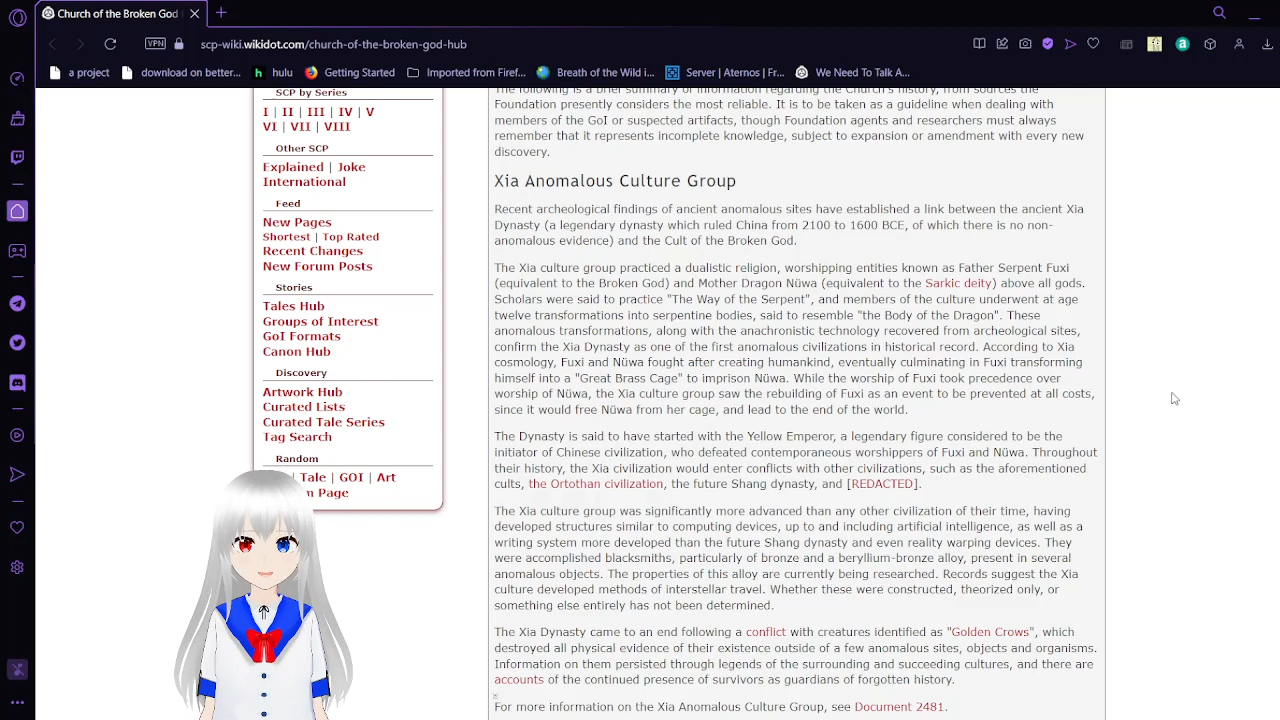 Church of the Broken God
VPN
scp-wiki.wikidot.com/church-of-the-broken-god-hub
a project
download on better...
hulu
Getting Started
Imported from Firef...
Breath of the Wild i...
Server | Aternos | Fr...
We Need To Talk A...
SCP by Series
I | II | III | IV | V
VI | VII | VIII
Other SCP
Explained | Joke
International
Feed
New Pages
Shortest | Top Rated
Recent Changes
New Forum Posts
Stories
Tales Hub
Groups of Interest
GoI Formats
Canon Hub
Discovery
Artwork Hub
Curated Lists
Curated Tale Series
Tag Search
Random
Tale | GOI | Art
Page
The following is a brief summary of information regarding the Church's history, from sources the
Foundation presently considers the most reliable. It is to be taken as a guideline when dealing with
members of the GoI or suspected artifacts, though Foundation agents and researchers must always
remember that it represents incomplete knowledge, subject to expansion or amendment with every new
discovery.
Xia Anomalous Culture Group
Recent archeological findings of ancient anomalous sites have established a link between the ancient Xia
Dynasty (a legendary dynasty which ruled China from 2100 to 1600 BCE, of which there is no non-
anomalous evidence) and the Cult of the Broken God.
The Xia culture group practiced a dualistic religion, worshipping entities known as Father Serpent Fuxi
(equivalent to the Broken God) and Mother Dragon Nüwa (equivalent to the Sarkic deity) above all gods.
Scholars were said to practice "The Way of the Serpent", and members of the culture underwent at age
twelve transformations into serpentine bodies, said to resemble "the Body of the Dragon". These
anomalous transformations, along with the anachronistic technology recovered from archeological sites,
confirm the Xia Dynasty as one of the first anomalous civilizations in historical record. According to Xia
cosmology, Fuxi and Nüwa fought after creating humankind, eventually culminating in Fuxi transforming
himself into a "Great Brass Cage" to imprison Nüwa. While the worship of Fuxi took precedence over
worship of Nüwa, the Xia culture group saw the rebuilding of Fuxi as an event to be prevented at all costs,
since it would free Nüwa from her cage, and lead to the end of the world.
The Dynasty is said to have started with the Yellow Emperor, a legendary figure considered to be the
initiator of Chinese civilization, who defeated contemporaneous worshippers of Fuxi and Nüwa. Throughout
their history, the Xia civilization would enter conflicts with other civilizations, such as the aforementioned
cults, the Ortothan civilization, the future Shang dynasty, and [REDACTED].
The Xia culture group was significantly more advanced than any other civilization of their time, having
developed structures similar to computing devices, up to and including artificial intelligence, as well as a
writing system more developed than the future Shang dynasty and even reality warping devices. They
were accomplished blacksmiths, particularly of bronze and a beryllium-bronze alloy, present in several
anomalous objects. The properties of this alloy are currently being researched. Records suggest the Xia
culture developed methods of interstellar travel. Whether these were constructed, theorized only, or
something else entirely has not been determined.
The Xia Dynasty came to an end following a conflict with creatures identified as "Golden Crows", which
destroyed all physical evidence of their existence outside of a few anomalous sites, objects and organisms.
Information on them persisted through legends of the surrounding and succeeding cultures, and there are
accounts of the continued presence of survivors as guardians of forgotten history.
For more information on the Xia Anomalous Culture Group, see Document 2481.